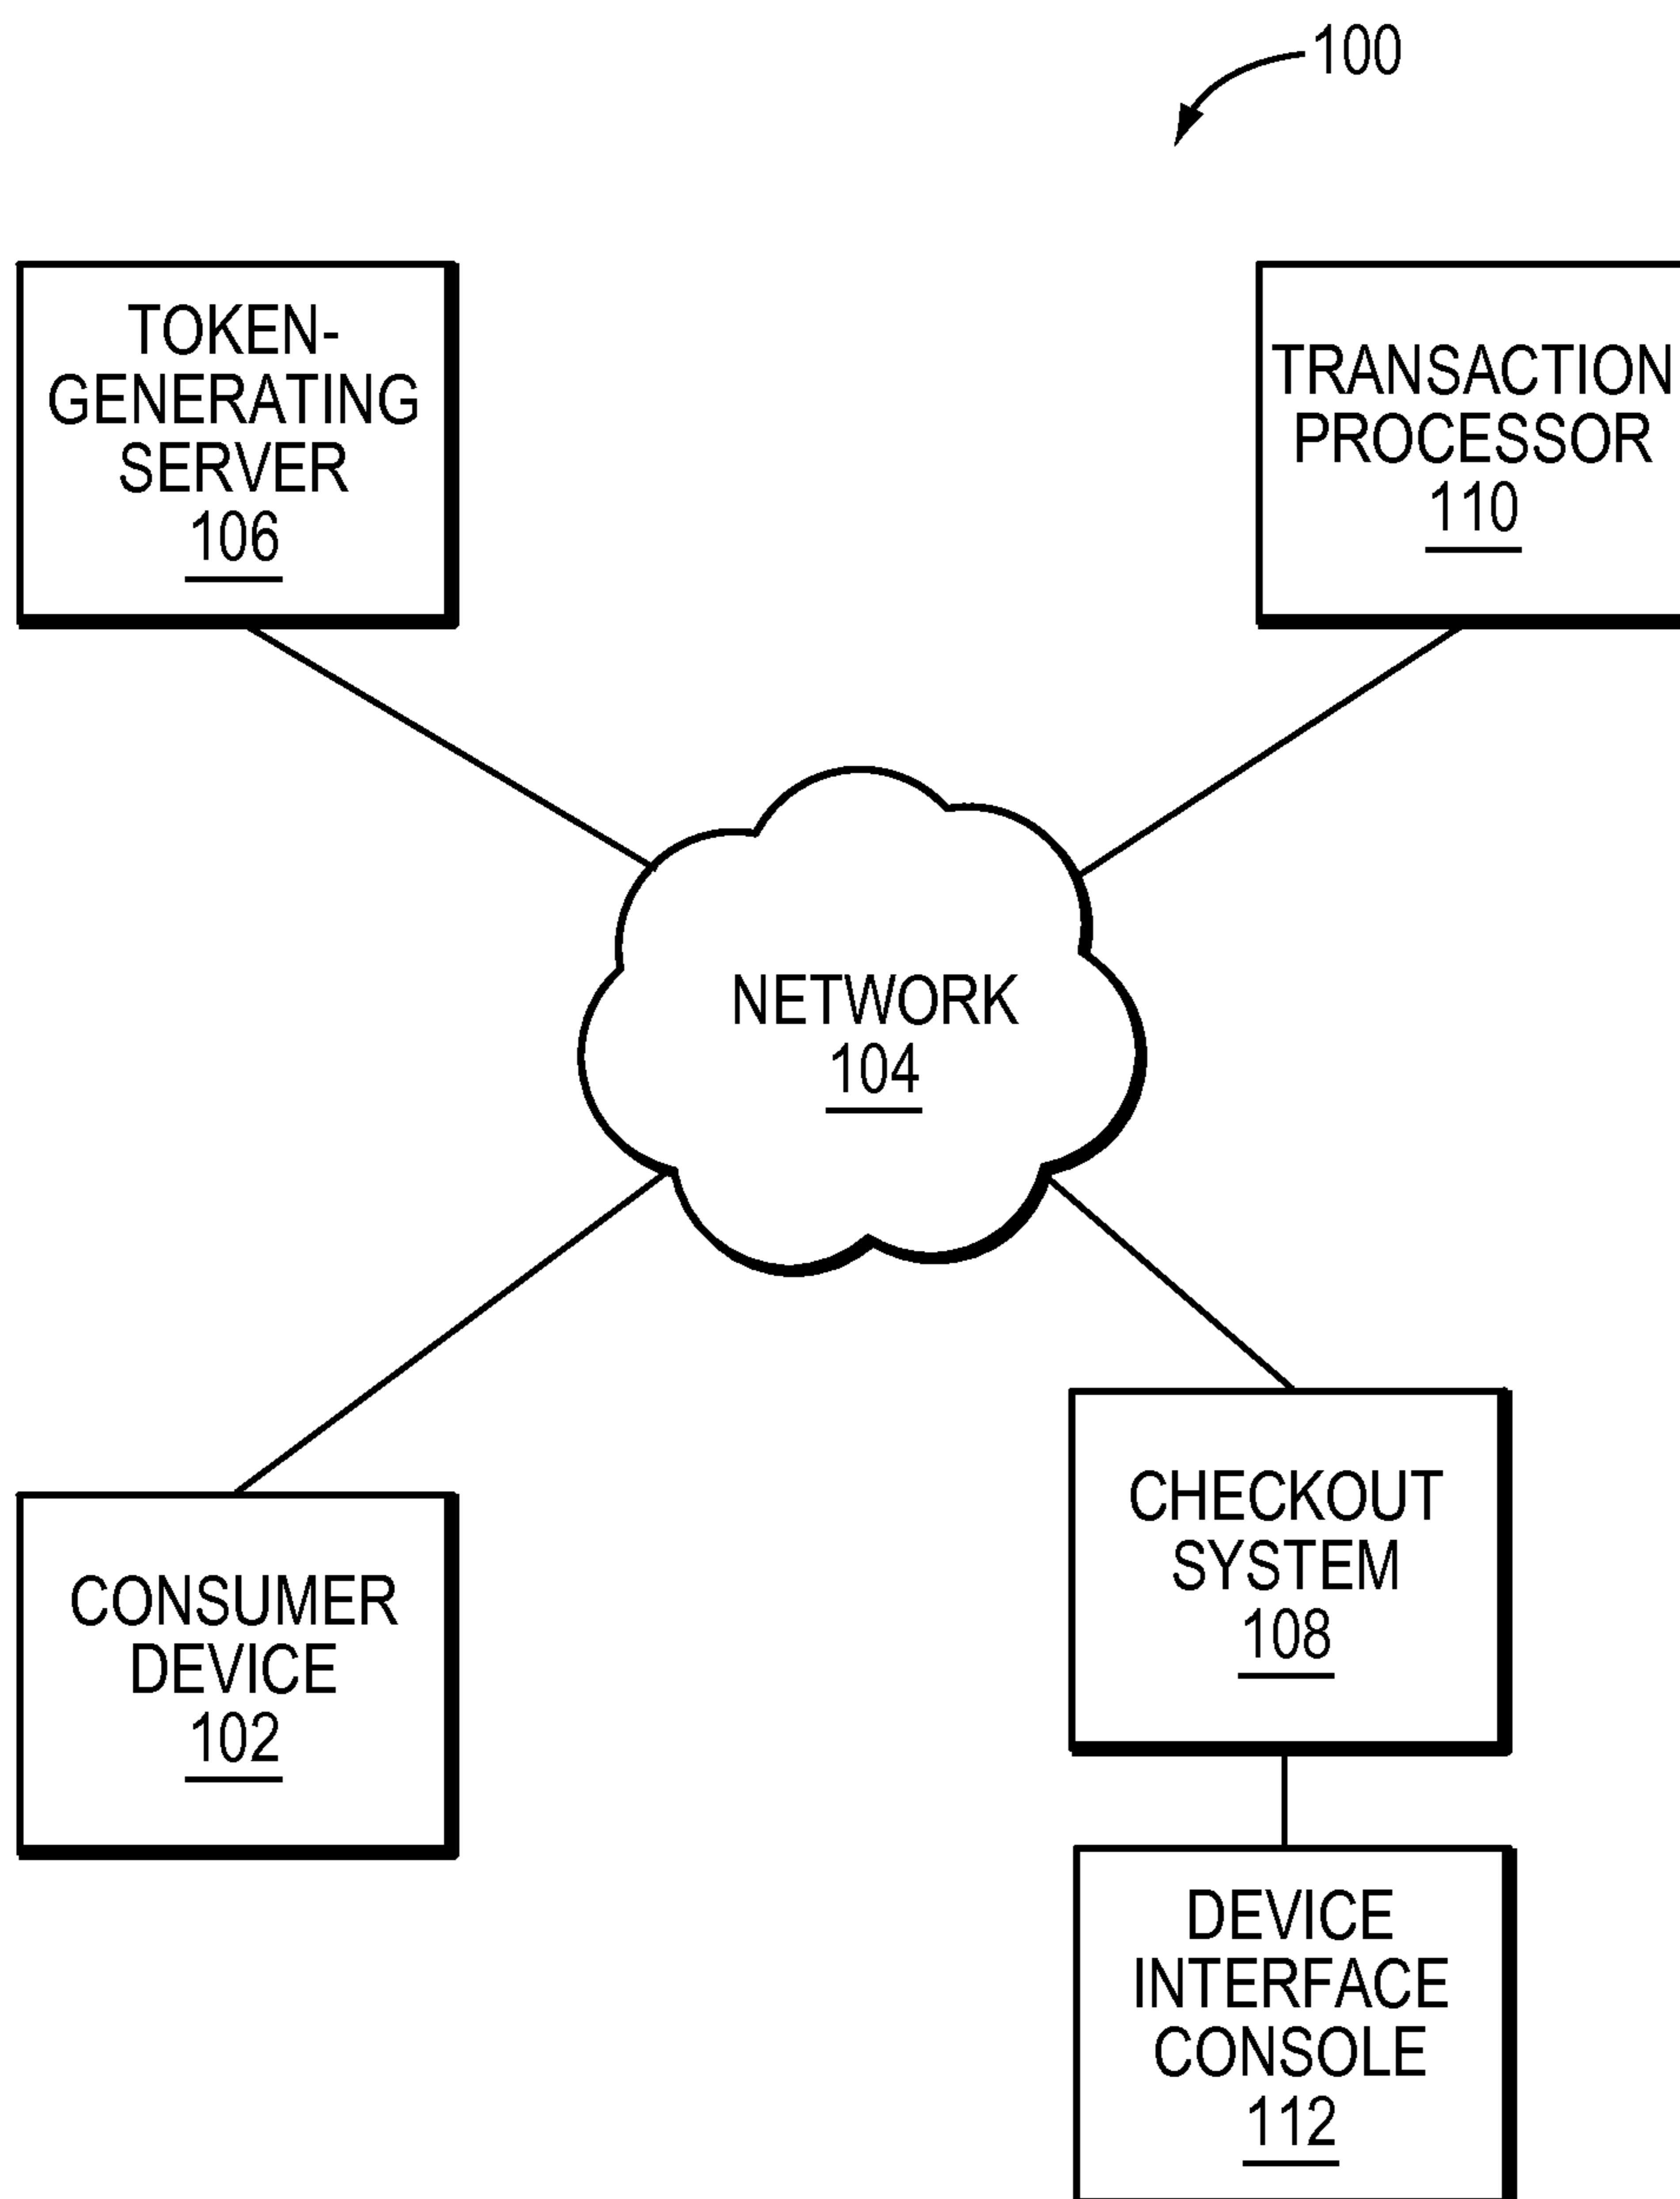 100
TOKEN-
GENERATING
SERVER
106
TRANSACTION
PROCESSOR
110
NETWORK
104
CONSUMER
DEVICE
102
CHECKOUT
SYSTEM
108
DEVICE
INTERFACE
CONSOLE
112